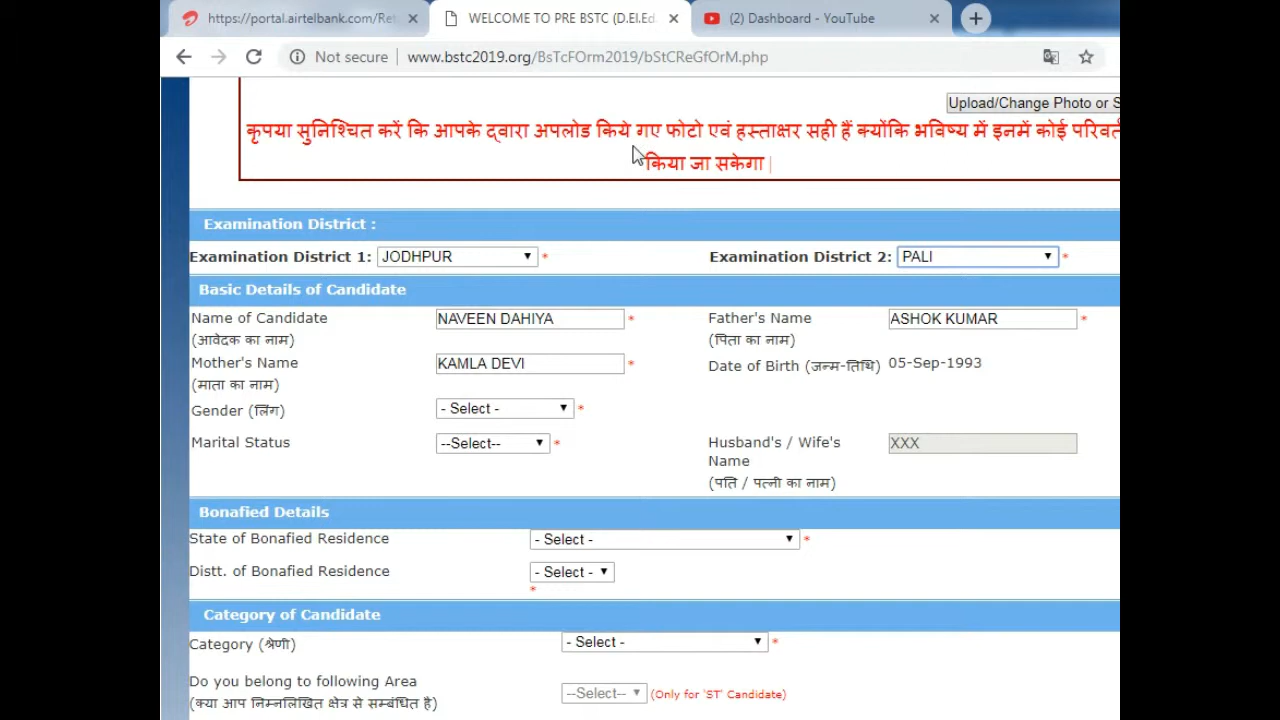 https://portal.airtelbank.com/Ret
WELCOME TO PRE BSTC (D.El.Ed.
(2) Dashboard - YouTube
Not secure | www.bstc2019.org/BsTcFOrm2019/bStCReGfOrM.php
Upload/Change Photo or S
कृपया सुनिश्चित करें कि आपके द्वारा अपलोड किये गए फोटो एवं हस्ताक्षर सही हैं क्योंकि भविष्य में इनमें कोई परिवर्त
किया जा सकेगा |
Examination District :
Examination District 1: JODHPUR * Examination District 2: PALI *
Basic Details of Candidate
Name of Candidate NAVEEN DAHIYA * Father's Name ASHOK KUMAR *
(आवेदक का नाम) (पिता का नाम)
Mother's Name KAMLA DEVI * Date of Birth (जन्म-तिथि) 05-Sep-1993
(माता का नाम)
Gender (लिंग) - Select - *
Marital Status --Select-- * Husband's / Wife's XXX
Name
(पति / पत्नी का नाम)
Bonafied Details
State of Bonafied Residence - Select - *
Distt. of Bonafied Residence - Select -
*
Category of Candidate
Category (श्रेणी) - Select - *
Do you belong to following Area --Select-- (Only for 'ST' Candidate)
(क्या आप निम्नलिखित क्षेत्र से सम्बंधित है)